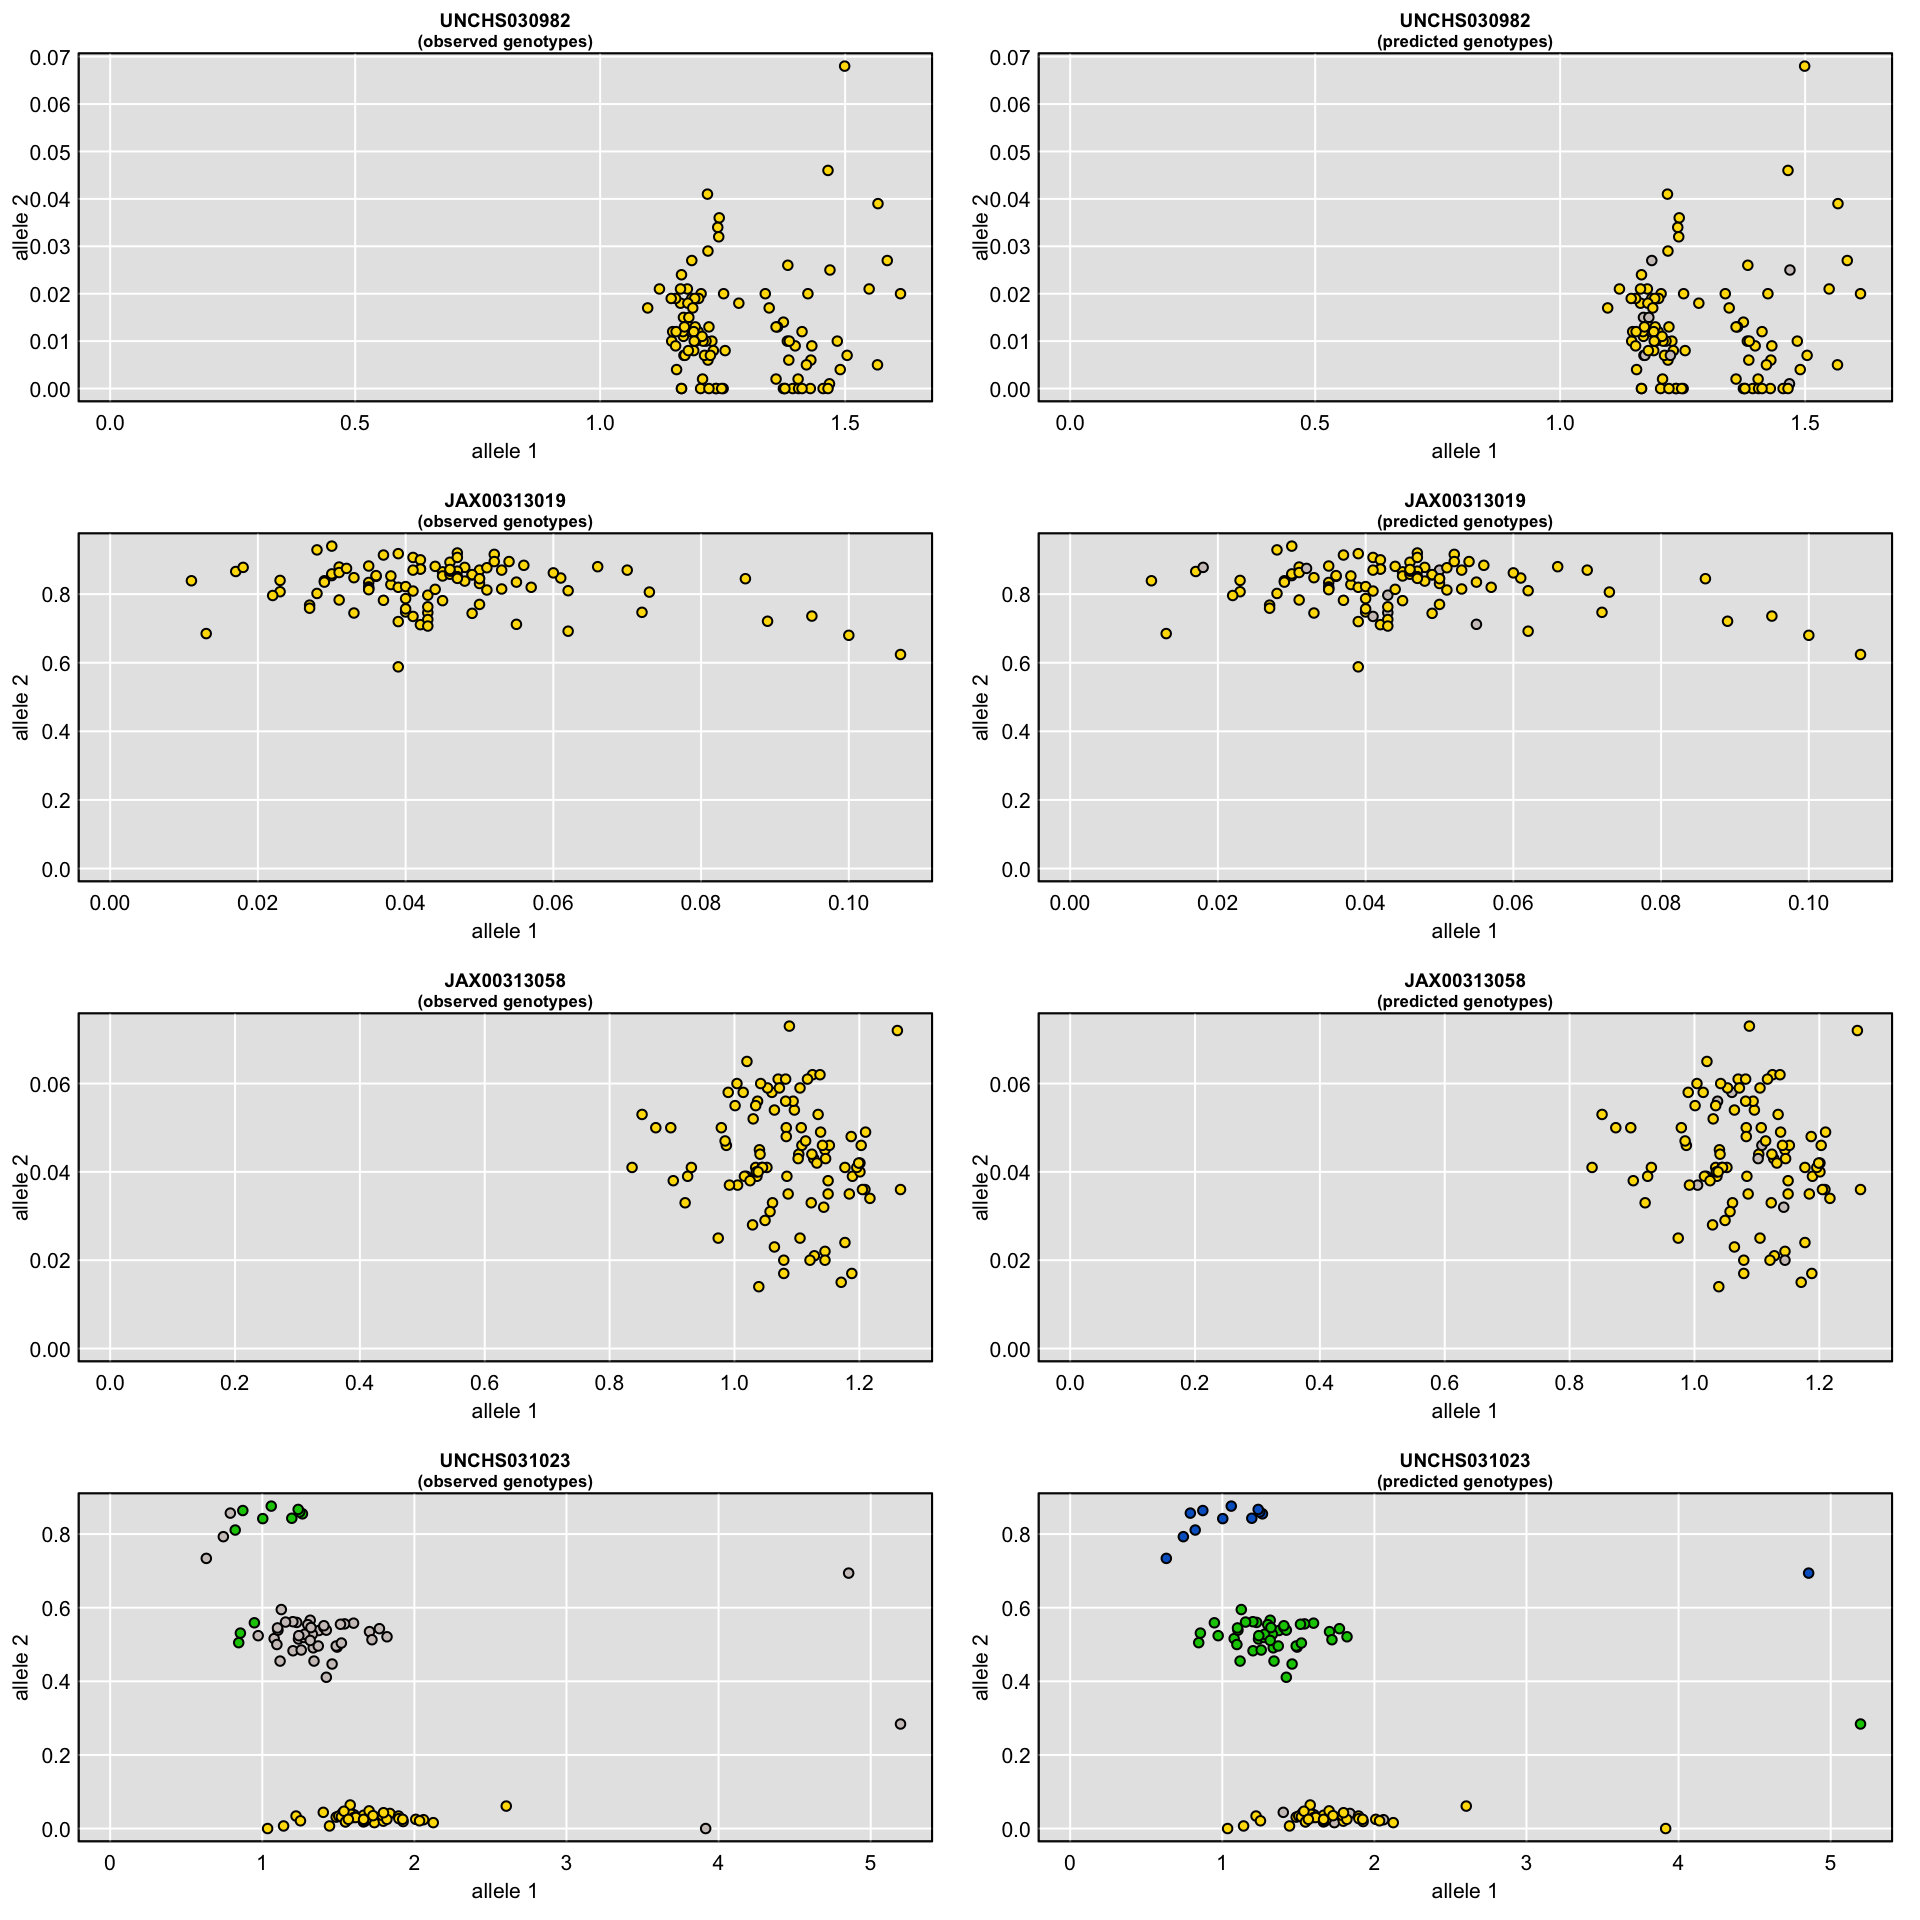 UNCHS030982
(observed genotypes)
0.07
0.06
0.05
0.04
0.03
0.02
0.01
0.00
allele 2
0.0 0.5 1.0 1.5
allele 1
UNCHS030982
(predicted genotypes)
0.07
0.06
0.05
0.04
0.03
0.02
0.01
0.00
allele 2
0.0 0.5 1.0 1.5
allele 1
JAX00313019
(observed genotypes)
0.8
0.6
0.4
0.2
0.0
allele 2
0.00 0.02 0.04 0.06 0.08 0.10
allele 1
JAX00313019
(predicted genotypes)
0.8
0.6
0.4
0.2
0.0
allele 2
0.00 0.02 0.04 0.06 0.08 0.10
allele 1
JAX00313058
(observed genotypes)
0.06
0.04
0.02
0.00
allele 2
0.0 0.2 0.4 0.6 0.8 1.0 1.2
allele 1
JAX00313058
(predicted genotypes)
0.06
0.04
0.02
0.00
allele 2
0.0 0.2 0.4 0.6 0.8 1.0 1.2
allele 1
UNCHS031023
(observed genotypes)
0.8
0.6
0.4
0.2
0.0
allele 2
0 1 2 3 4 5
allele 1
UNCHS031023
(predicted genotypes)
0.8
0.6
0.4
0.2
0.0
allele 2
0 1 2 3 4 5
allele 1